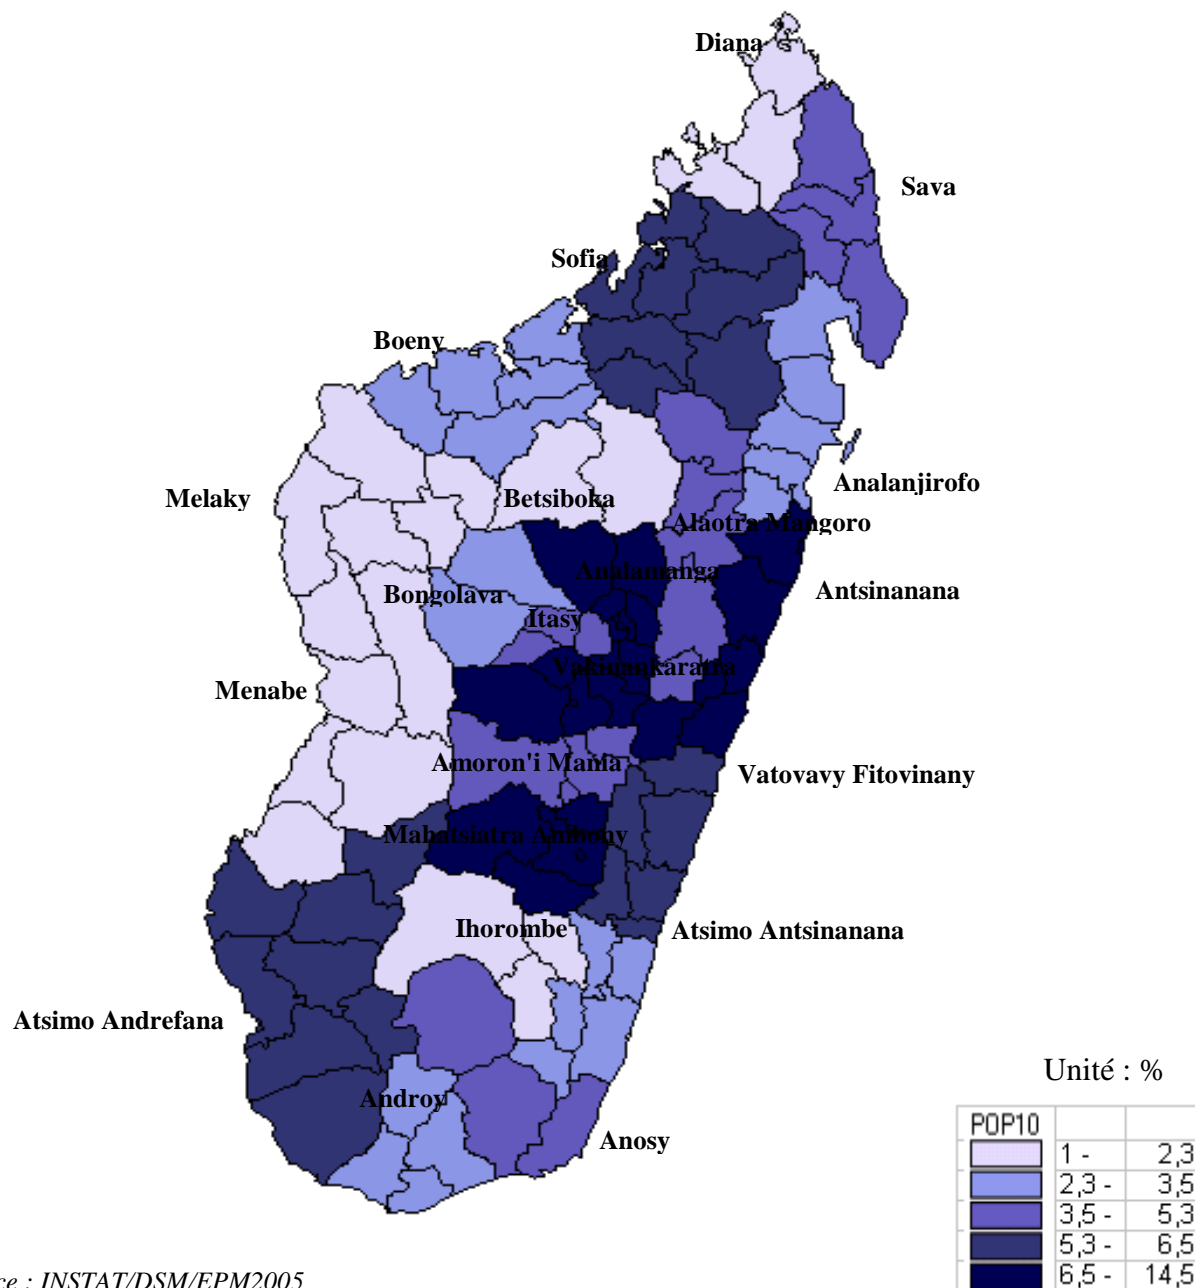 Diana
Sava
Sofia
Boeny
Melaky
Betsiboka
Analanjirofo
Alaotra Mangoro
Analamanga
Antsinanana
Bongolava
Itasy
Vakinankaratra
Menabe
Amoron'i Mania
Vatovavy Fitovinany
Mahatsiatra Ambony
Ihorombe
Atsimo Antsinanana
Atsimo Andrefana
Unité : %
Androy
Anosy
POP10
1 - 2,3
2,3 - 3,5
3,5 - 5,3
5,3 - 6,5
6,5 - 14,5
ce : INSTAT/DSM/EPM2005